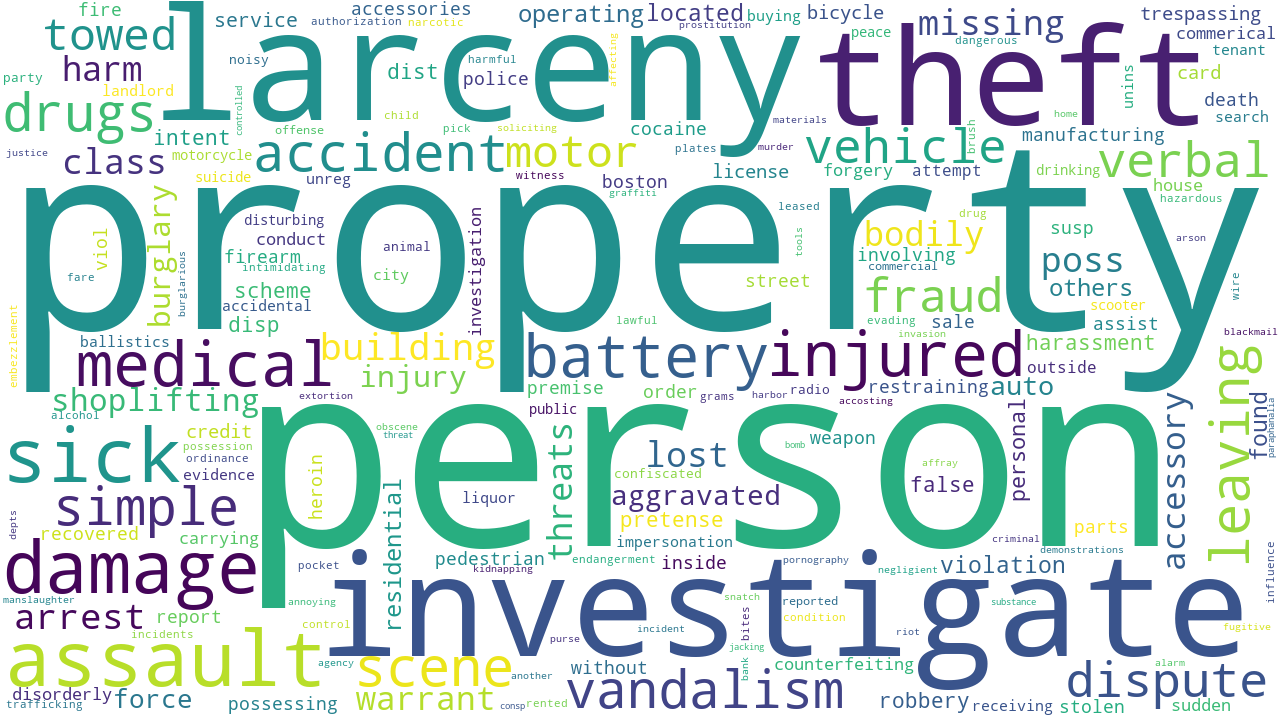 fire
service
accessories
authorization
narcotic
operating
located
prostitution
buying
bicycle
missing
trespassing
commerical
towed
larceny
theft
noisy
dist
harmful
police
affecting
peace
dangerous
tenant
harm
party
landlord
drugs
controlled
child
card
unins
death
search
intent
offense
pick
soliciting
cocaine
materials
home
manufacturing
justice
class
motorcycle
accident
motor
plates
murder
vehicle
brush
drinking
verbal
suicide
unreg
witness
boston
graffiti
license
forgery
attempt
house
hazardous
property
viol
burglary
disturbing
conduct
animal
investigation
leased
tools
drug
bodily
susp
arson
firearm
intimidating
involving
commercial
fare
burglarious
city
street
poss
wire
scheme
fraud
others
scooter
accidental
disp
lawful
evading
sale
invasion
assist
blackmail
embezzlement
ballistics
building
battery
injured
harassment
medical
injury
premise
order
grams
harbor
radio
restraining
auto
outside
leaving
shoplifting
extortion
public
accosting
accessory
personal
found
paraphanalia
alcohol
credit
obscene
threat
person
possession
ordinance
evidence
sick
threats
lost
bomb
weapon
affray
heroin
residential
liquor
confiscated
aggravated
false
simple
pretense
depts
recovered
carrying
impersonation
parts
criminal
demonstrations
damage
pedestrian
kidnapping
endangerment
inside
pornography
negligient
violation
influence
pocket
investigate
manslaughter
annoying
snatch
reported
substance
arrest
report
control
condition
fugitive
incidents
purse
incident
bites
jacking
riot
assault
agency
scene
another
without
bank
counterfeiting
alarm
dispute
disorderly
force
trafficking
possessing
warrant
consp
rented
vandalism
robbery
receiving
stolen
sudden